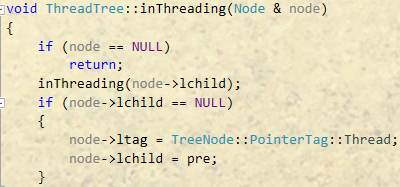 void ThreadTree::inThreading(Node & node)
{
    if (node == NULL)
        return;
    inThreading(node->lchild);
    if (node->lchild == NULL)
    {
        node->ltag = TreeNode::PointerTag::Thread;
        node->lchild = pre;
    }